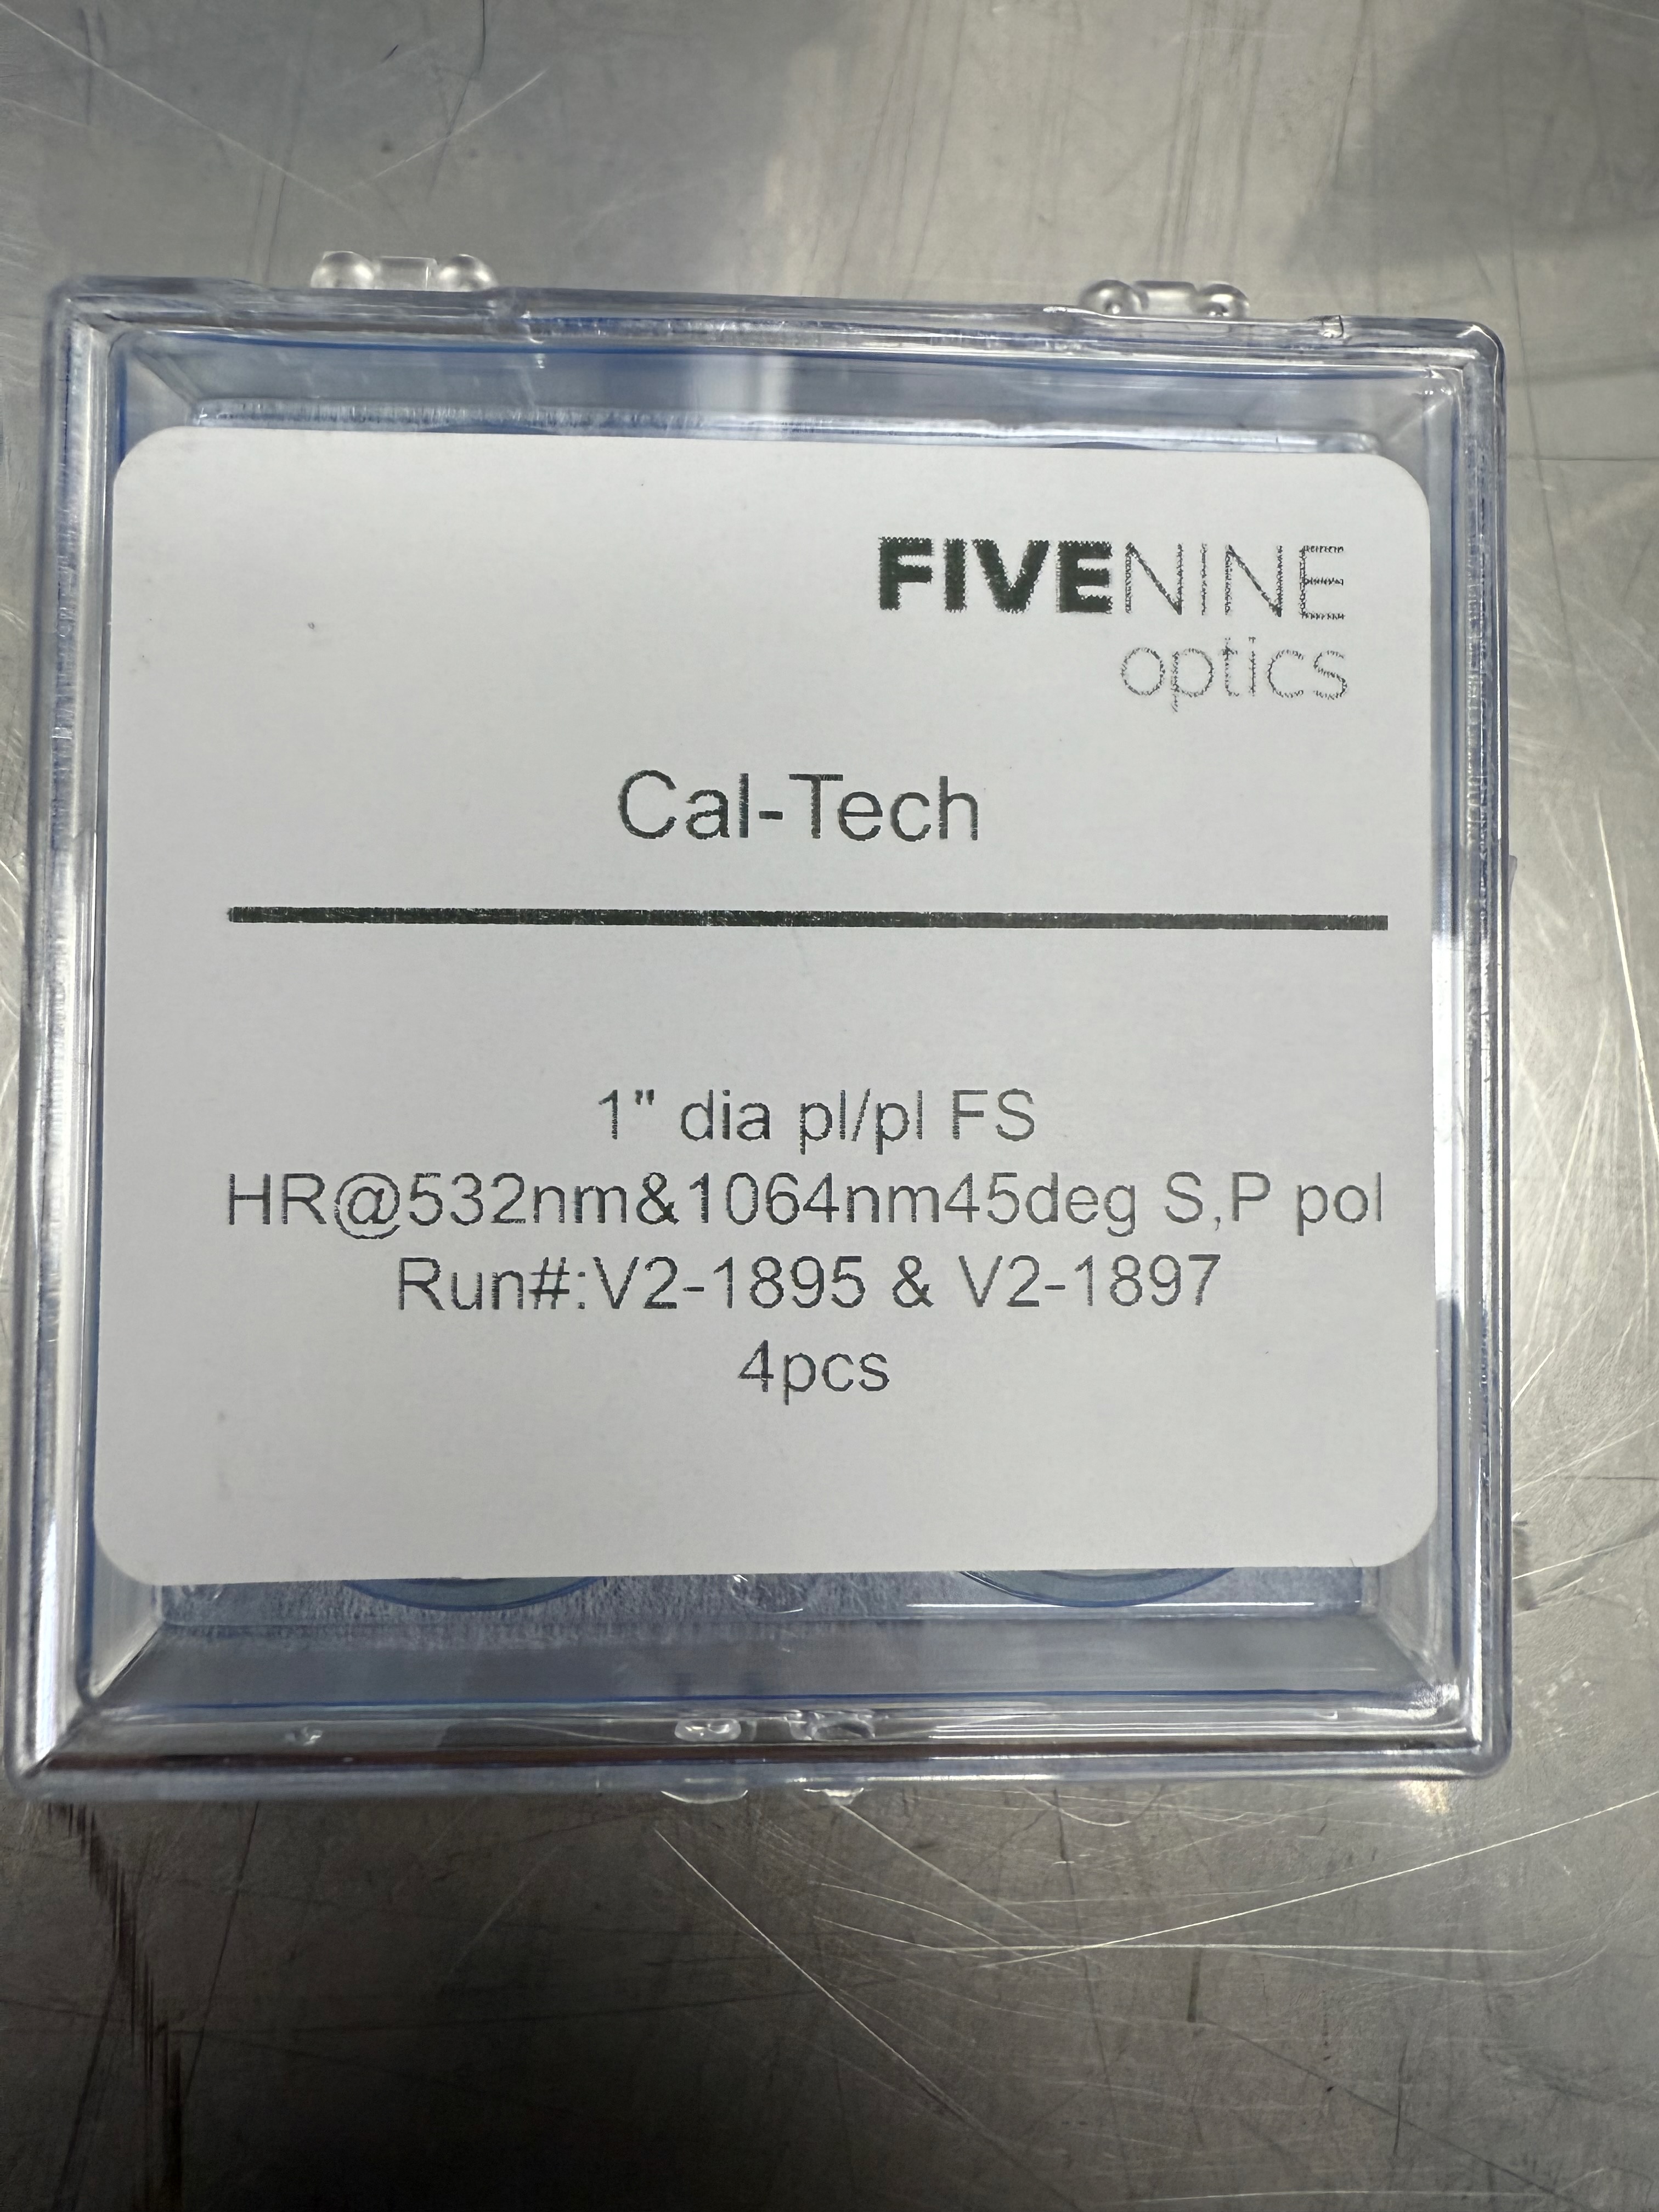 FIVENINE
optics
Cal-Tech
1" dia pl/pl FS
HR@532nm&1064nm45deg S,P pol
Run#:V2-1895 & V2-1897
4pcs